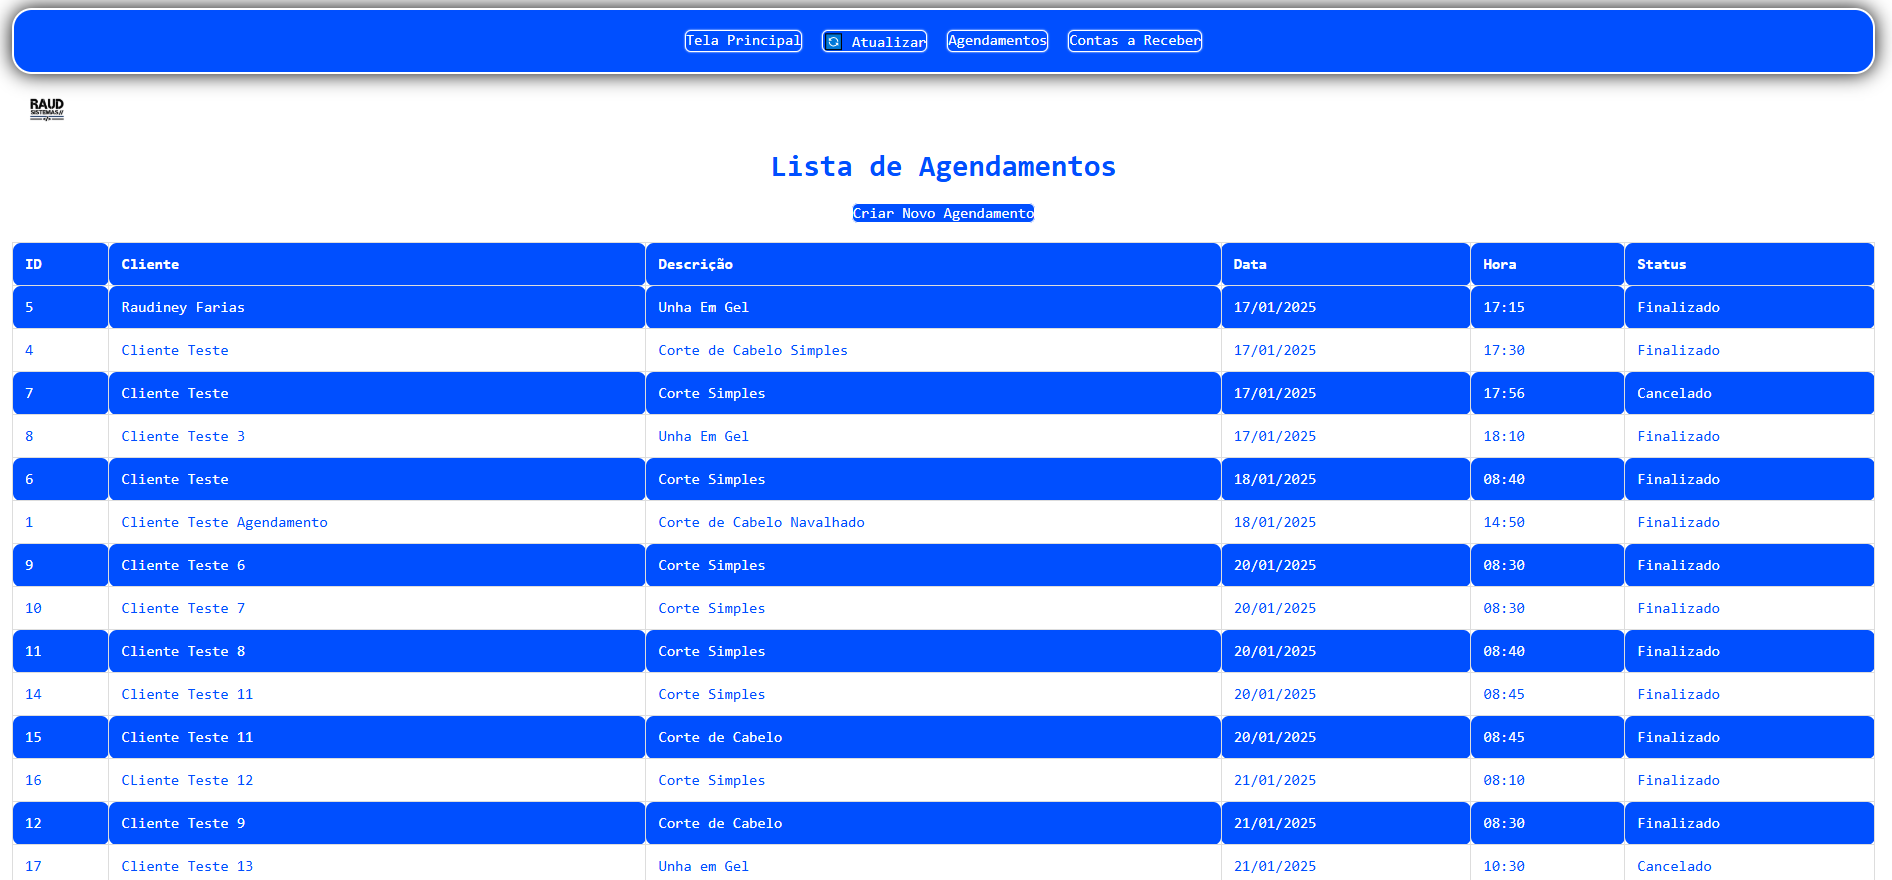 Tela Principal Atualizar Agendamentos Contas a Receber
RAUD
SISTEMAS//
</>
Lista de Agendamentos
Criar Novo Agendamento
ID Cliente Descrição Data Hora Status
5 Raudiney Farias Unha Em Gel 17/01/2025 17:15 Finalizado
4 Cliente Teste Corte de Cabelo Simples 17/01/2025 17:30 Finalizado
7 Cliente Teste Corte Simples 17/01/2025 17:56 Cancelado
8 Cliente Teste 3 Unha Em Gel 17/01/2025 18:10 Finalizado
6 Cliente Teste Corte Simples 18/01/2025 08:40 Finalizado
1 Cliente Teste Agendamento Corte de Cabelo Navalhado 18/01/2025 14:50 Finalizado
9 Cliente Teste 6 Corte Simples 20/01/2025 08:30 Finalizado
10 Cliente Teste 7 Corte Simples 20/01/2025 08:30 Finalizado
11 Cliente Teste 8 Corte Simples 20/01/2025 08:40 Finalizado
14 Cliente Teste 11 Corte Simples 20/01/2025 08:45 Finalizado
15 Cliente Teste 11 Corte de Cabelo 20/01/2025 08:45 Finalizado
16 CLiente Teste 12 Corte Simples 21/01/2025 08:10 Finalizado
12 Cliente Teste 9 Corte de Cabelo 21/01/2025 08:30 Finalizado
17 Cliente Teste 13 Unha em Gel 21/01/2025 10:30 Cancelado